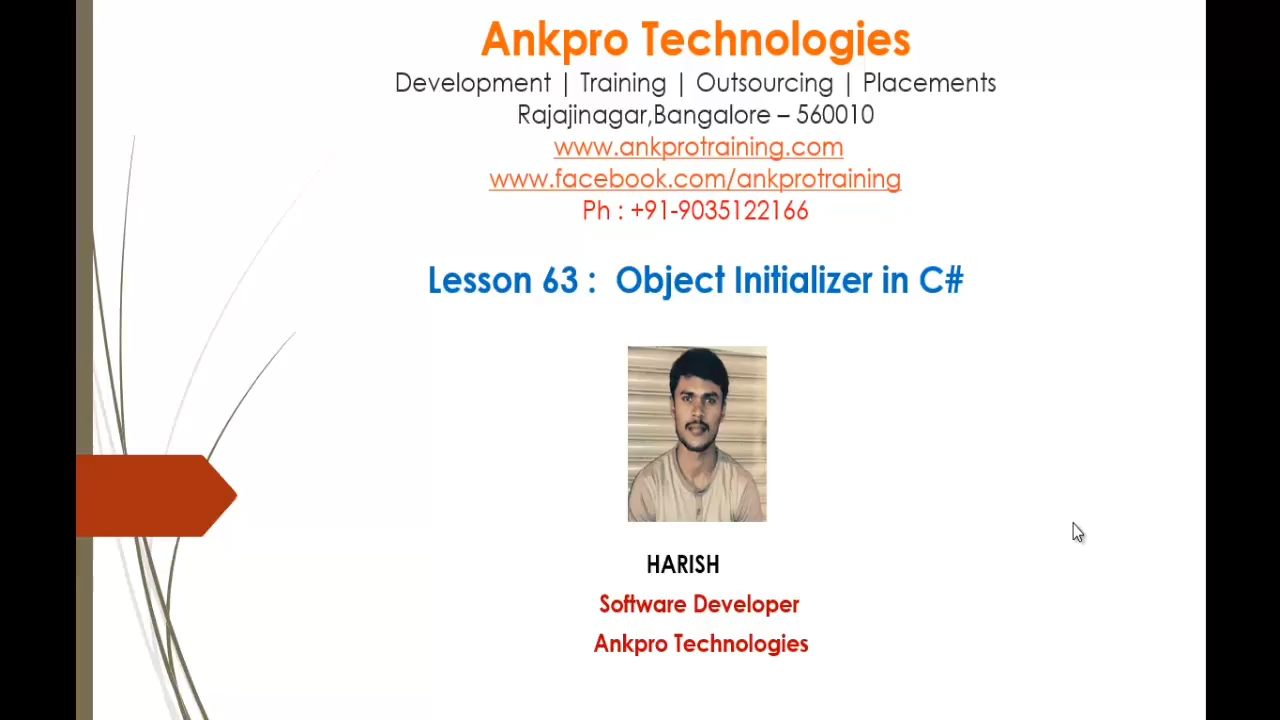 Ankpro Technologies
Development | Training | Outsourcing | Placements
Rajajinagar,Bangalore – 560010
www.ankprotraining.com
www.facebook.com/ankprotraining
Ph : +91-9035122166
Lesson 63 :  Object Initializer in C#
HARISH
Software Developer
Ankpro Technologies